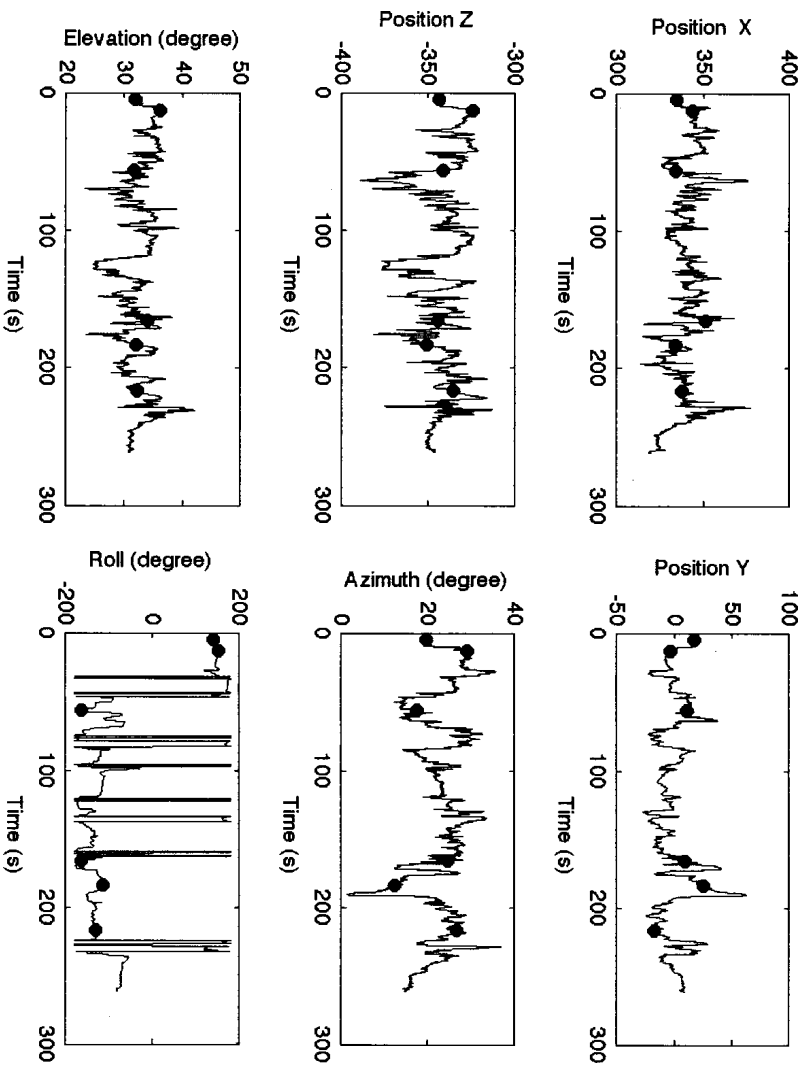 Position X
400
350
300
0 100 200 300
Time (s)
Position Y
100
50
0
-50
0 100 200 300
Time (s)
Position Z
-300
-350
-400
0 100 200 300
Time (s)
Azimuth (degree)
40
20
0
0 100 200 300
Time (s)
Elevation (degree)
50
40
30
20
0 100 200 300
Time (s)
Roll (degree)
200
0
-200
0 100 200 300
Time (s)